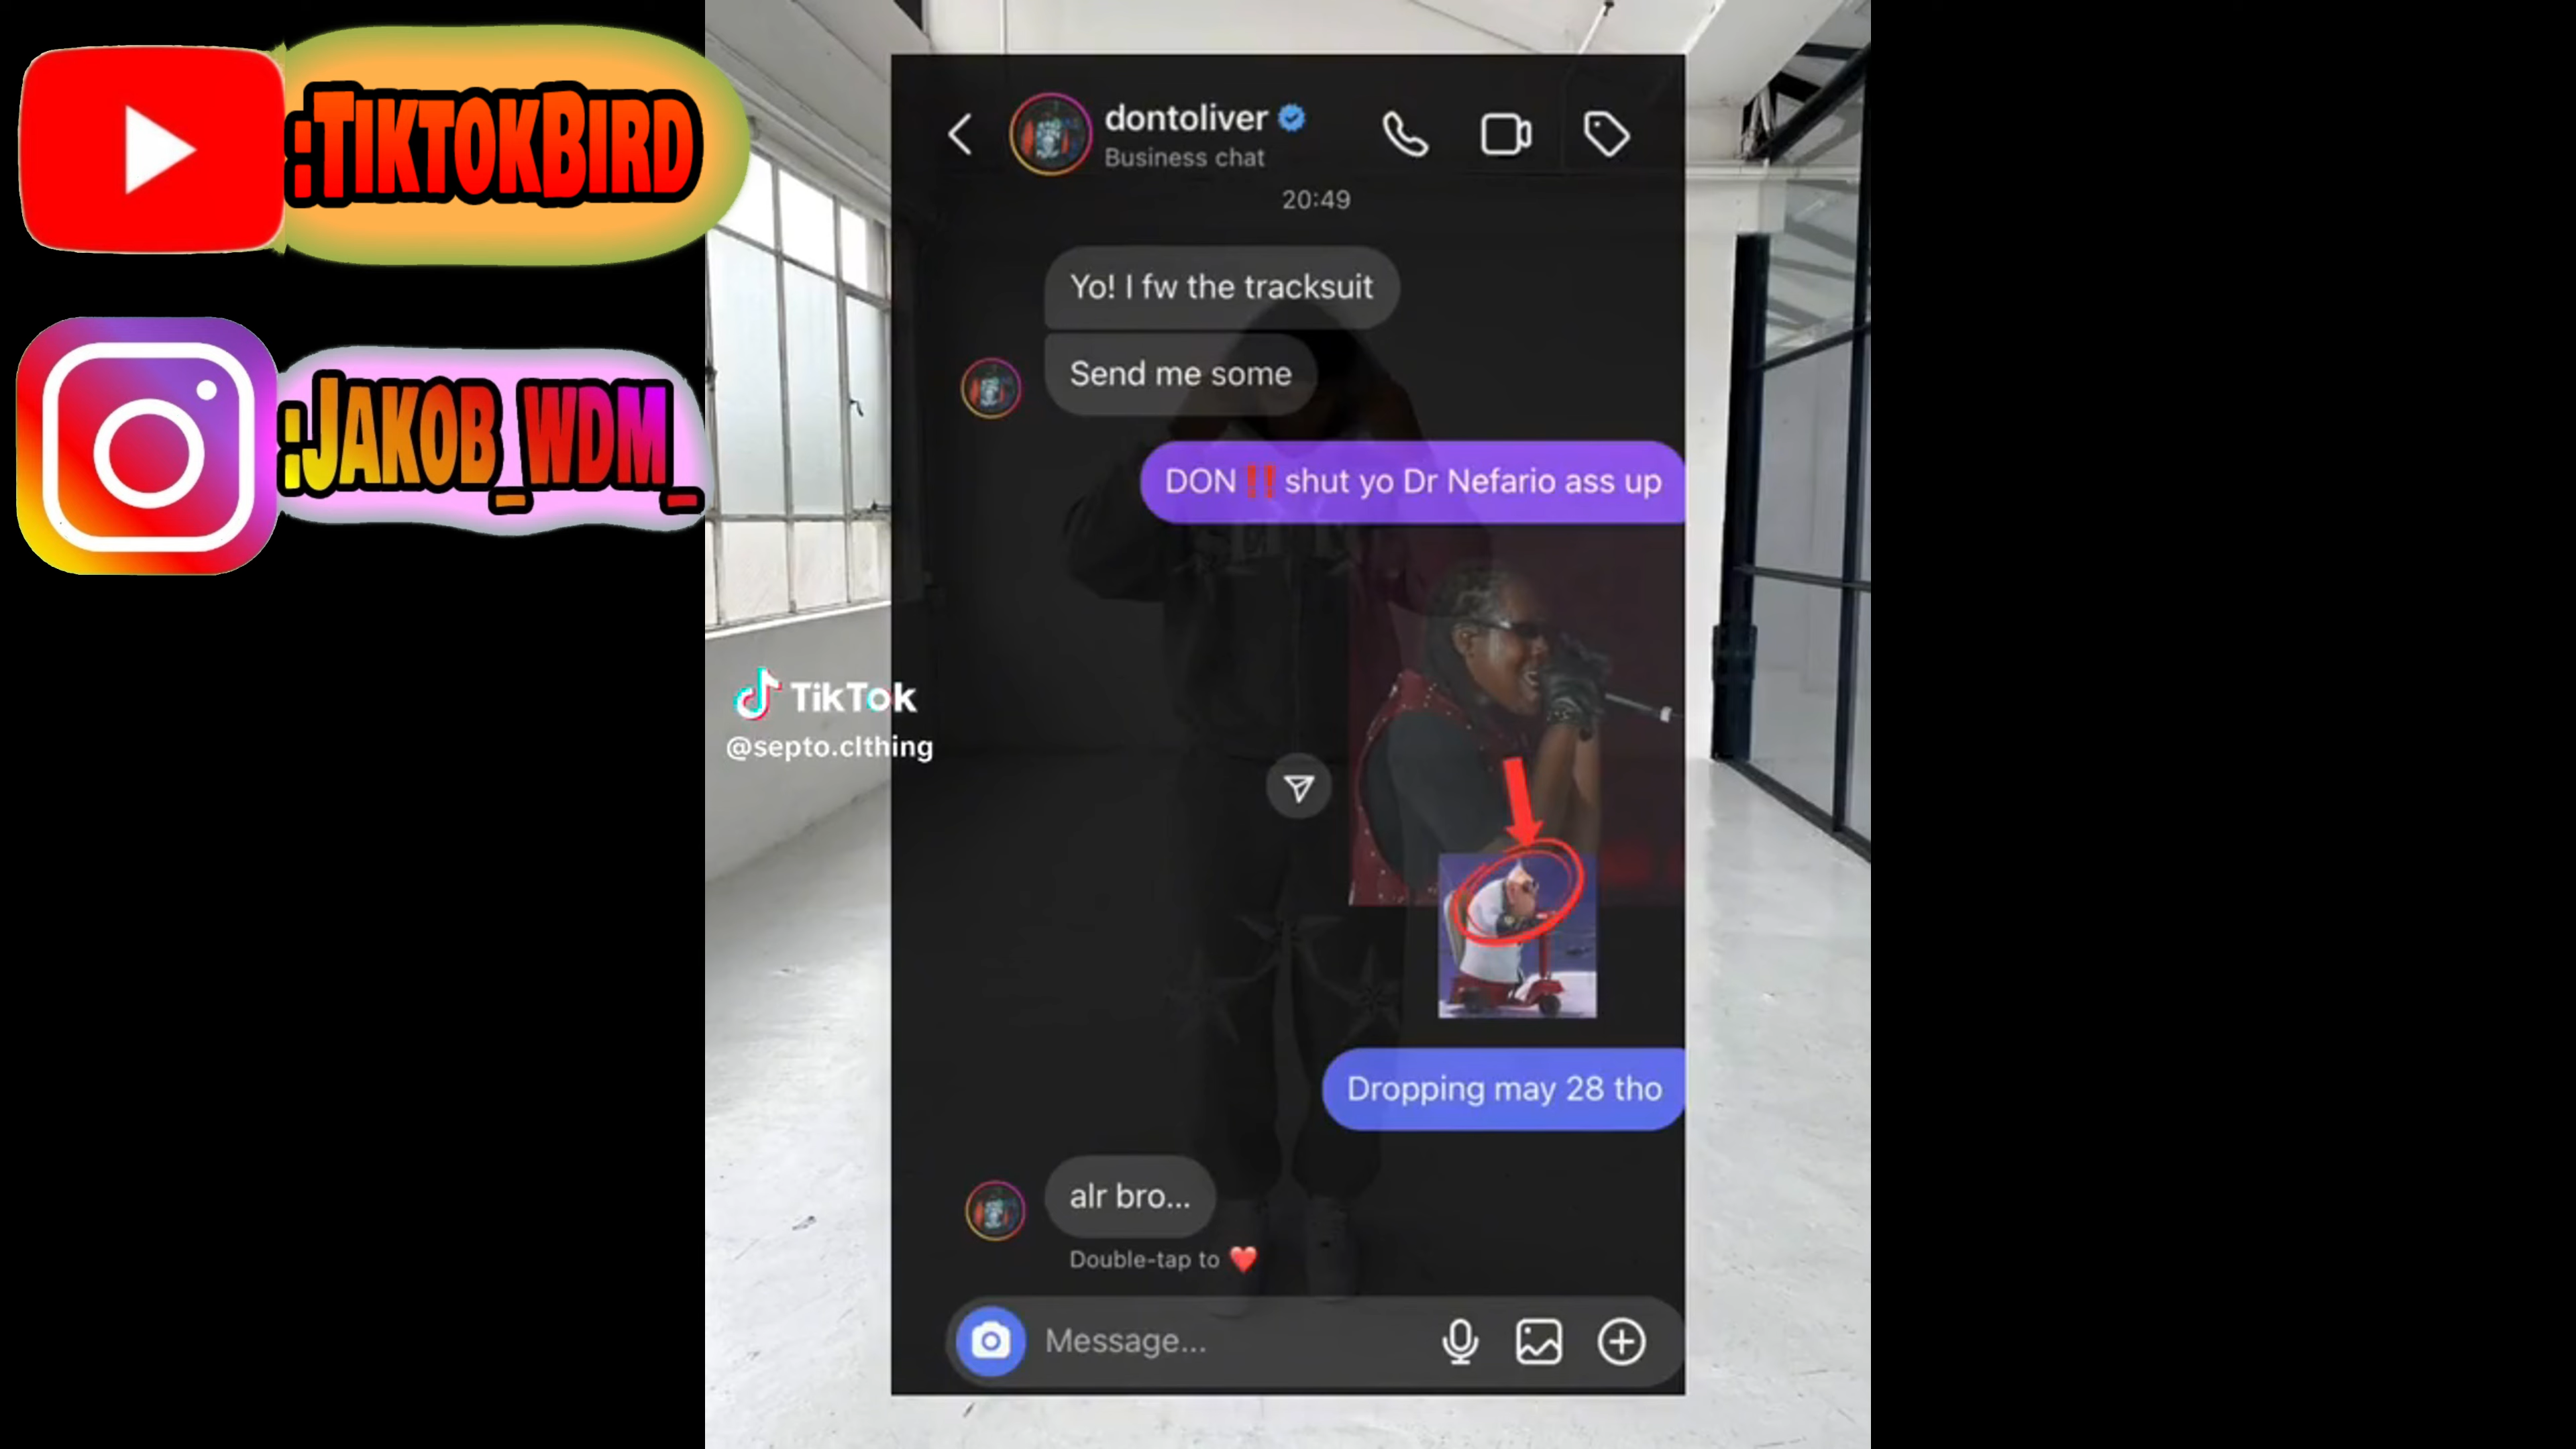 :TIKTOKBIRD
:JAKOB_WDM_
dontoliver
Business chat
20:49
Yo! I fw the tracksuit
Send me some
DON‼️shut yo Dr Nefario ass up
TikTok
@septo.clthing
Dropping may 28 tho
alr bro...
Double-tap to ❤️
Message...